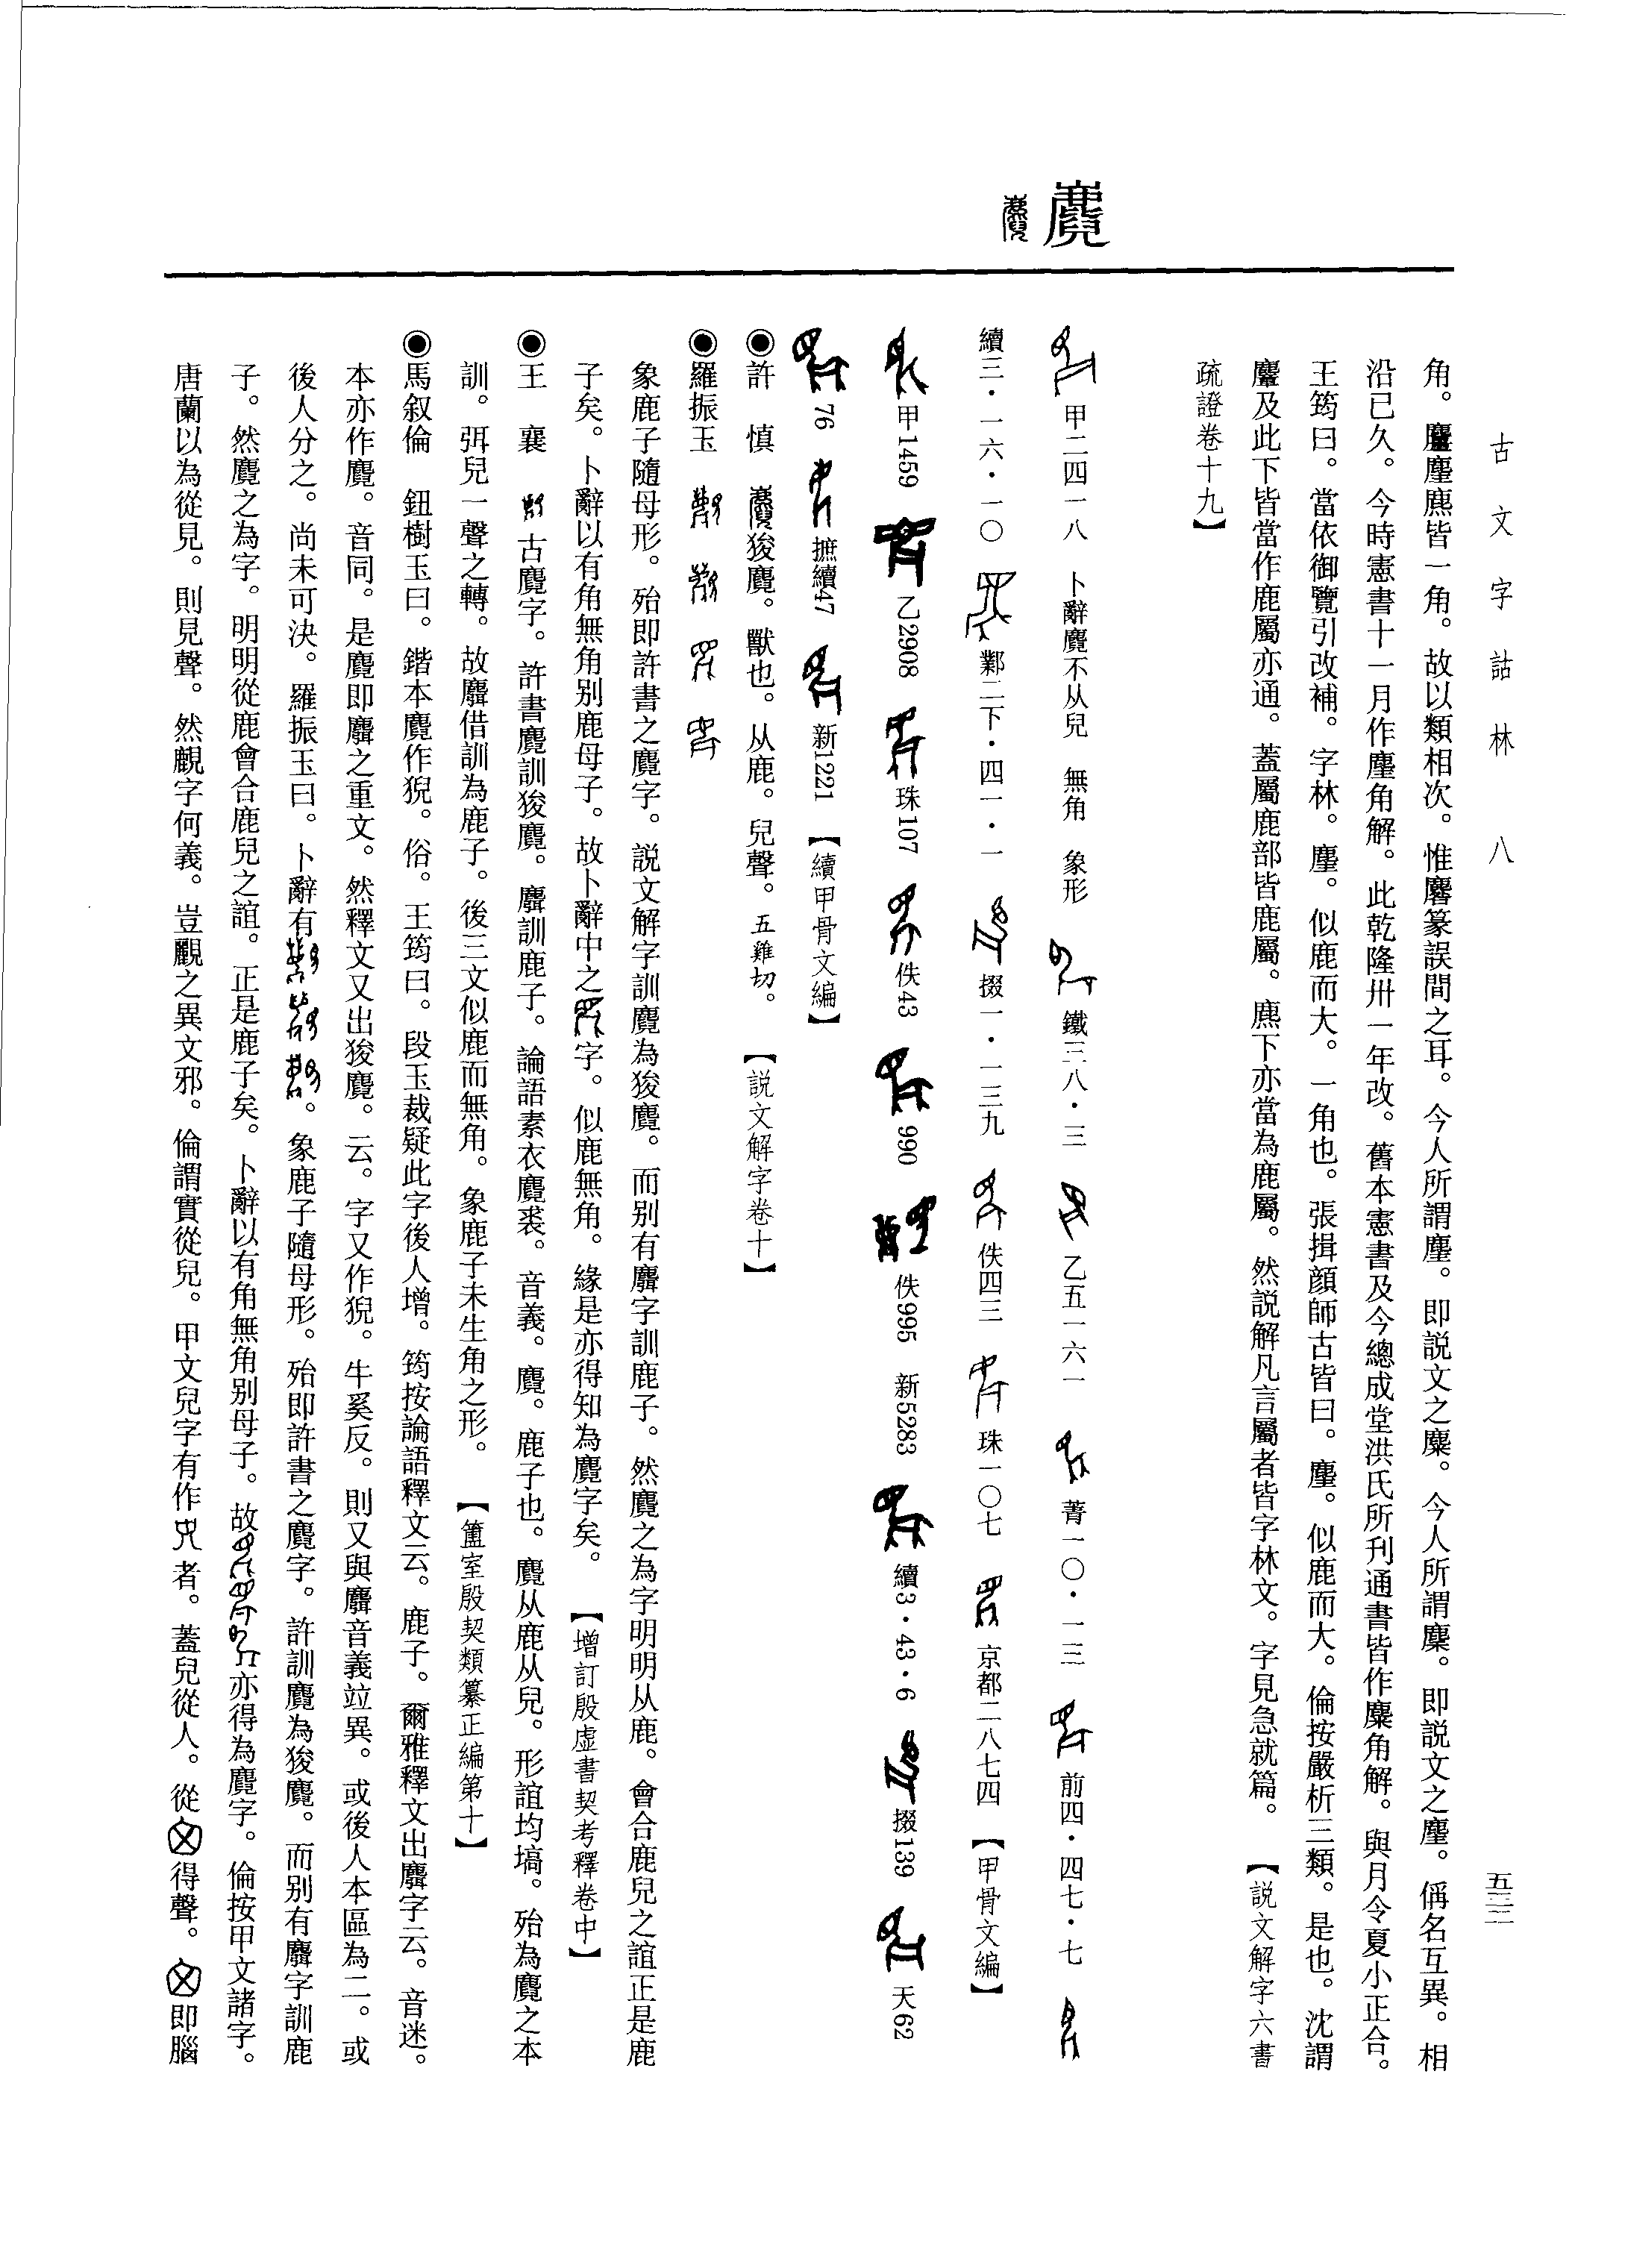 古文字詁林 八
五三二
麑
角。麠麈麃皆一角。故以類相次。惟麔篆誤間之耳。今人所謂麈。即説文之麋。今人所謂麋。即説文之麈。偁名互異。相
沿已久。今時憲書十一月作麈角解。此乾隆卅一年改。舊本憲書及今總成堂洪氏所刊通書皆作麋角解。與月令夏小正合。
王筠曰。當依御覽引改補。字林。麈。似鹿而大。一角也。張揖顔師古皆曰。麈。似鹿而大。倫按嚴析三類。是也。沈謂
麠及此下皆當作鹿屬亦通。蓋屬鹿部皆鹿屬。麃下亦當為鹿屬。然説解凡言屬者皆字林文。字見急就篇。 【説文解字六書
疏證卷十九】
甲二四一八 卜辭麑不从兒 無角 象形 鐵三八·三 乙五一六一 菁一〇·一三 前四·四七·七
續三·一六·一〇 鄴二下·四一·一 掇一·一三九 佚四三 珠一〇七 京都二八七四 【甲骨文編】
甲1459 乙2908 珠107 佚43 990 佚995 新5283 續3·43·6 掇139 天62
76 摭續47 新1221 【續甲骨文編】
◉許 慎 麑狻麑。獸也。从鹿。兒聲。五雞切。 【説文解字卷十】
◉羅振玉
象鹿子隨母形。殆即許書之麑字。説文解字訓麑為狻麑。而别有麛字訓鹿子。然麑之為字明明从鹿。會合鹿兒之誼正是鹿
子矣。卜辭以有角無角别鹿母子。故卜辭中之字。似鹿無角。緣是亦得知為麑字矣。 【增訂殷虛書契考釋卷中】
◉王 襄 古麑字。許書麑訓狻麑。麛訓鹿子。論語素衣麑裘。音義。麑。鹿子也。麑从鹿从兒。形誼均塙。殆為麑之本
訓。弭兒一聲之轉。故麛借訓為鹿子。後三文似鹿而無角。象鹿子未生角之形。 【簠室殷契類纂正編第十】
◉馬叙倫 鈕樹玉曰。鍇本麑作猊。俗。王筠曰。段玉裁疑此字後人增。筠按論語釋文云。鹿子。爾雅釋文出麛字云。音迷。
本亦作麑。音同。是麑即麛之重文。然釋文又出狻麑。云。字又作猊。牛奚反。則又與麛音義竝異。或後人本區為二。或
後人分之。尚未可決。羅振玉曰。卜辭有。象鹿子隨母形。殆即許書之麑字。許訓麑為狻麑。而别有麛字訓鹿
子。然麑之為字。明明從鹿會合鹿兒之誼。正是鹿子矣。卜辭以有角無角别母子。故亦得為麑字。倫按甲文諸字。
唐蘭以為從見。則見聲。然覼字何義。豈覼之異文邪。倫謂實從兒。甲文兒字有作者。蓋兒從人。從得聲。即腦